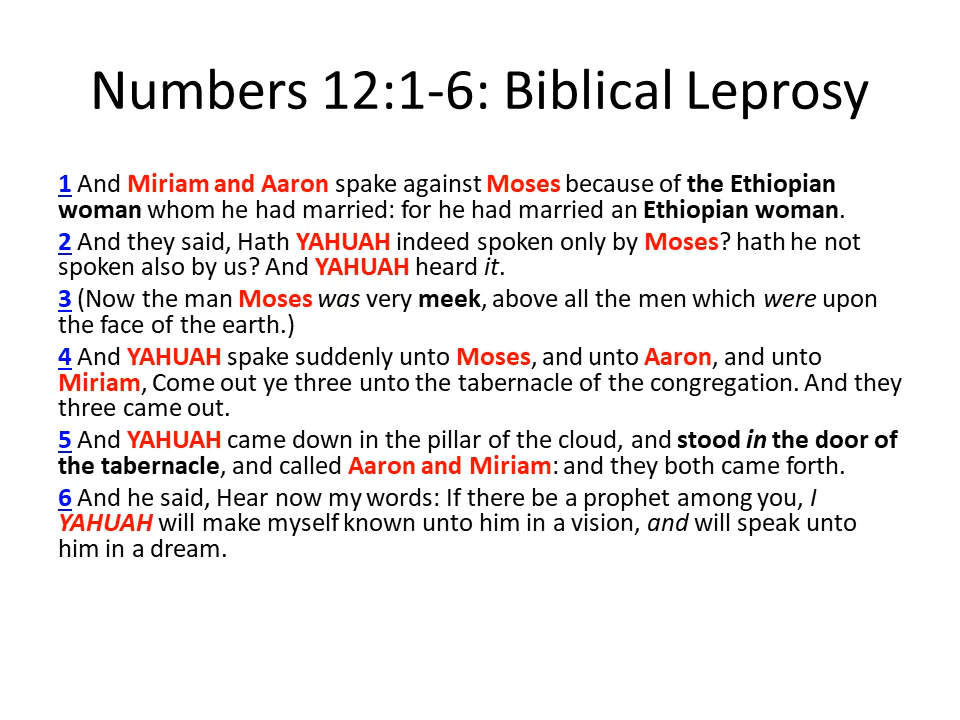 Numbers 12:1-6: Biblical Leprosy
1 And Miriam and Aaron spake against Moses because of the Ethiopian
woman whom he had married: for he had married an Ethiopian woman.
2 And they said, Hath YAHUAH indeed spoken only by Moses? hath he not
spoken also by us? And YAHUAH heard it.
3 (Now the man Moses was very meek, above all the men which were upon
the face of the earth.)
4 And YAHUAH spake suddenly unto Moses, and unto Aaron, and unto
Miriam, Come out ye three unto the tabernacle of the congregation. And they
three came out.
5 And YAHUAH came down in the pillar of the cloud, and stood in the door of
the tabernacle, and called Aaron and Miriam: and they both came forth.
6 And he said, Hear now my words: If there be a prophet among you, I
YAHUAH will make myself known unto him in a vision, and will speak unto
him in a dream.